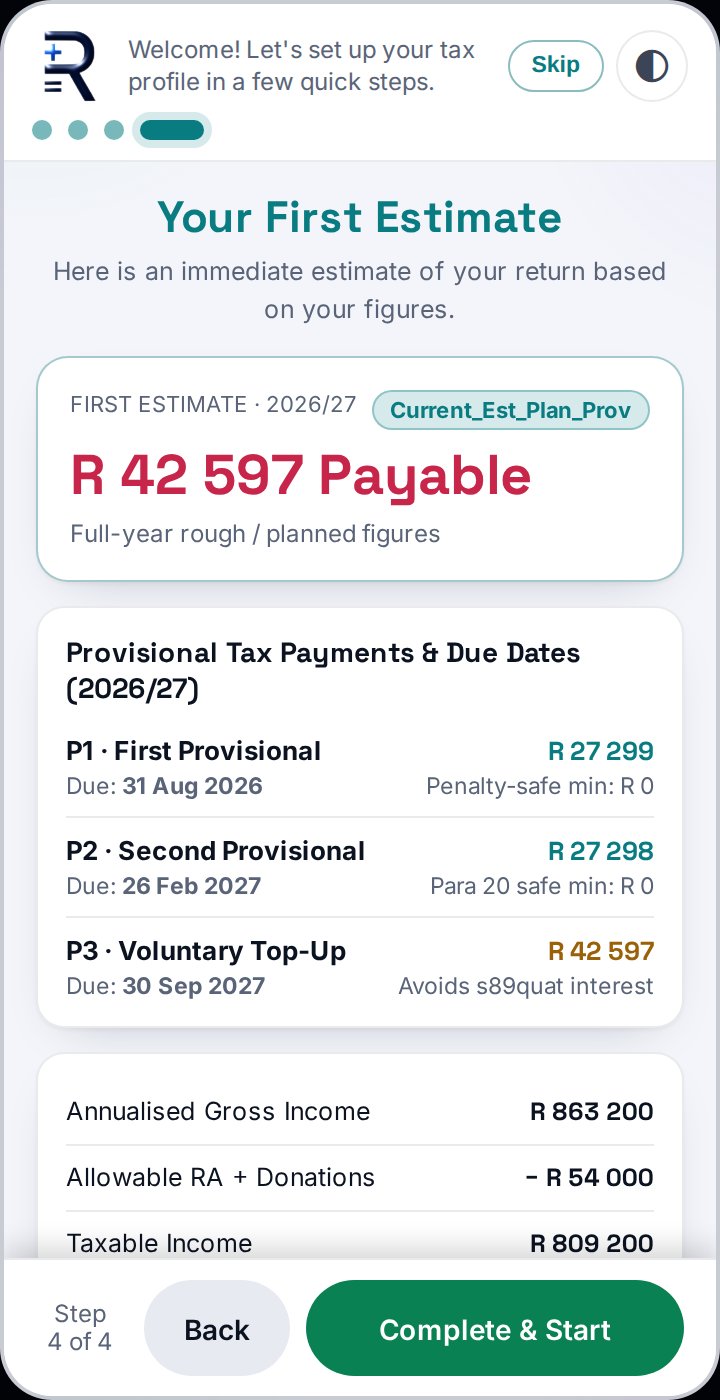 Welcome! Let's set up your tax
profile in a few quick steps.
Skip
Your First Estimate
Here is an immediate estimate of your return based
on your figures.
FIRST ESTIMATE · 2026/27 Current_Est_Plan_Prov
R 42 597 Payable
Full-year rough / planned figures
Provisional Tax Payments & Due Dates
(2026/27)
P1 · First Provisional R 27 299
Due: 31 Aug 2026 Penalty-safe min: R 0
P2 · Second Provisional R 27 298
Due: 26 Feb 2027 Para 20 safe min: R 0
P3 · Voluntary Top-Up R 42 597
Due: 30 Sep 2027 Avoids s89quat interest
Annualised Gross Income R 863 200
Allowable RA + Donations − R 54 000
Taxable Income R 809 200
Step
4 of 4
Back
Complete & Start